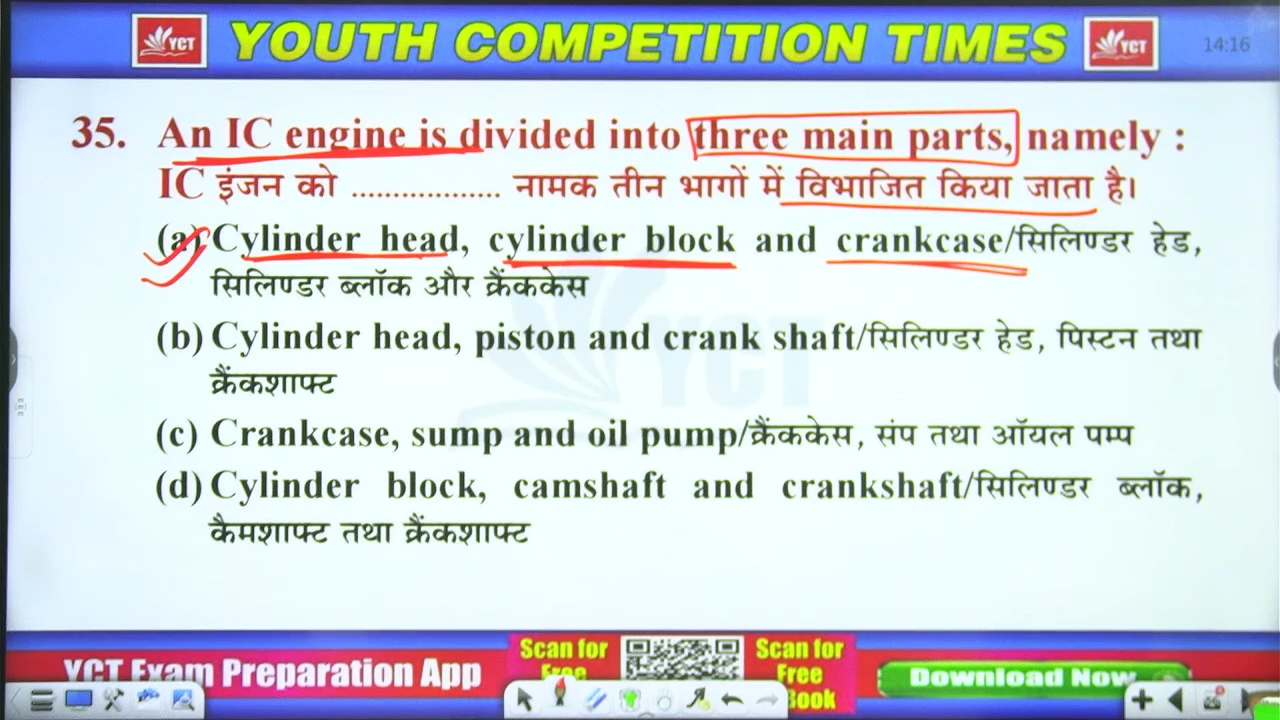 YCT YOUTH COMPETITION TIMES YCT 14:16
35. An IC engine is divided into three main parts, namely :
IC इंजन को .................. नामक तीन भागों में विभाजित किया जाता है।
(a) Cylinder head, cylinder block and crankcase/सिलिण्डर हेड,
सिलिण्डर ब्लॉक और क्रैंककेस
(b) Cylinder head, piston and crank shaft/सिलिण्डर हेड, पिस्टन तथा
क्रैंकशाफ्ट
(c) Crankcase, sump and oil pump/क्रैंककेस, संप तथा ऑयल पम्प
(d) Cylinder block, camshaft and crankshaft/सिलिण्डर ब्लॉक,
कैमशाफ्ट तथा क्रैंकशाफ्ट
YCT
YCT Exam Preparation App
Scan for
Free
Scan for
Free
Book
Download Now